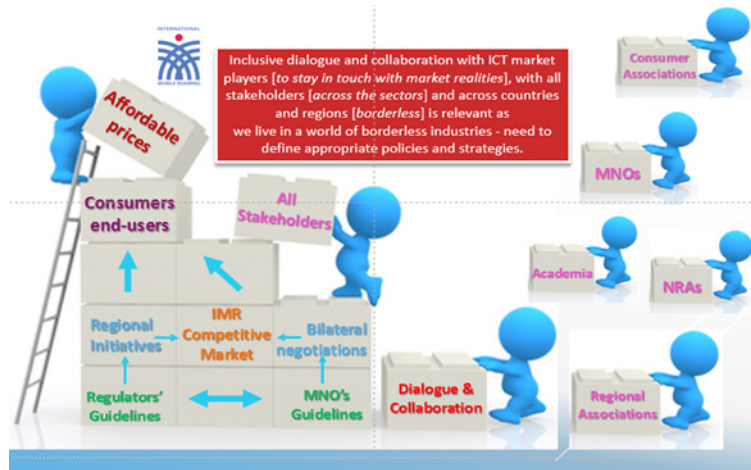 INTERNATIONAL
MOBILE ROAMING
Inclusive dialogue and collaboration with ICT market
players [to stay in touch with market realities], with all
stakeholders [across the sectors] and across countries
and regions [borderless] is relevant as
we live in a world of borderless industries - need to
define appropriate policies and strategies.
Consumer
Associations
Affordable
prices
MNOs
Consumers
end-users
All
Stakeholders
Academia
NRAs
Regional
Initiatives
IMR
Competitive
Market
Bilateral
negotiations
Regulators'
Guidelines
MNO's
Guidelines
Dialogue &
Collaboration
Regional
Associations